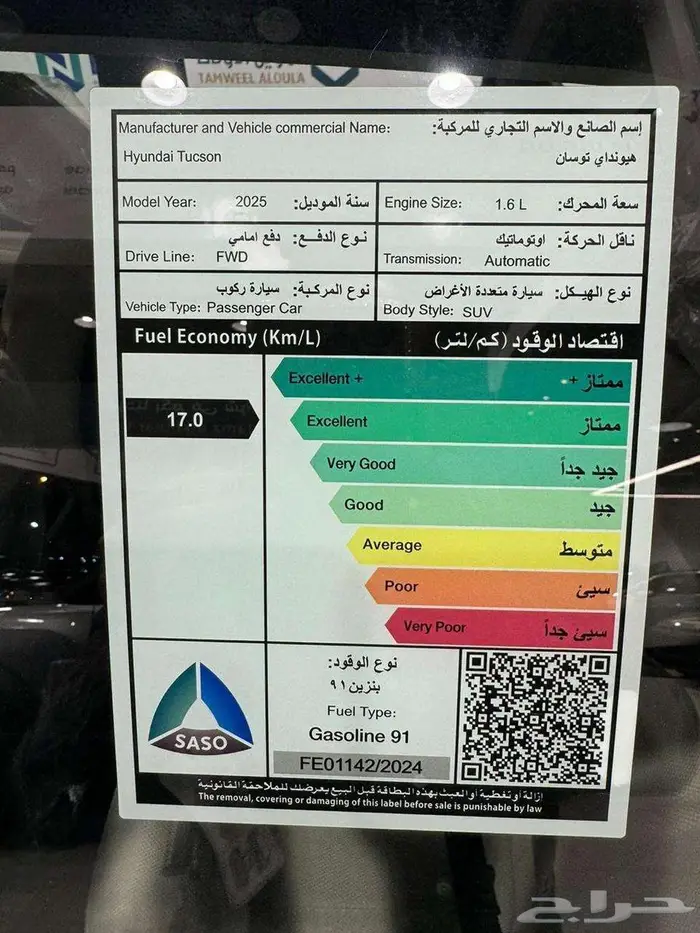 TAMWEEL ALOULA
Manufacturer and Vehicle commercial Name: إسم الصانع والاسم التجاري للمركبة:
Hyundai Tucson هيونداي توسان
Model Year: 2025 سنة الموديل: Engine Size: 1.6 L سعة المحرك:
نوع الدفع: دفع امامي ناقل الحركة: اوتوماتيك
Drive Line: FWD Transmission: Automatic
نوع المركبة: سيارة ركوب نوع الهيكل: سيارة متعددة الأغراض
Vehicle Type: Passenger Car Body Style: SUV
Fuel Economy (Km/L) اقتصاد الوقود (كم/لتر)
Excellent + ممتاز +
17.0 Excellent ممتاز
Very Good جيد جداً
Good جيد
Average متوسط
Poor سيئ
Very Poor سيئ جداً
نوع الوقود:
بنزين ٩١
Fuel Type:
Gasoline 91
SASO
FE01142/2024
إزالة أو تغطية أو العبث بهذه البطاقة قبل البيع يعرضك للملاحقة القانونية
The removal, covering or damaging of this label before sale is punishable by law
حراج